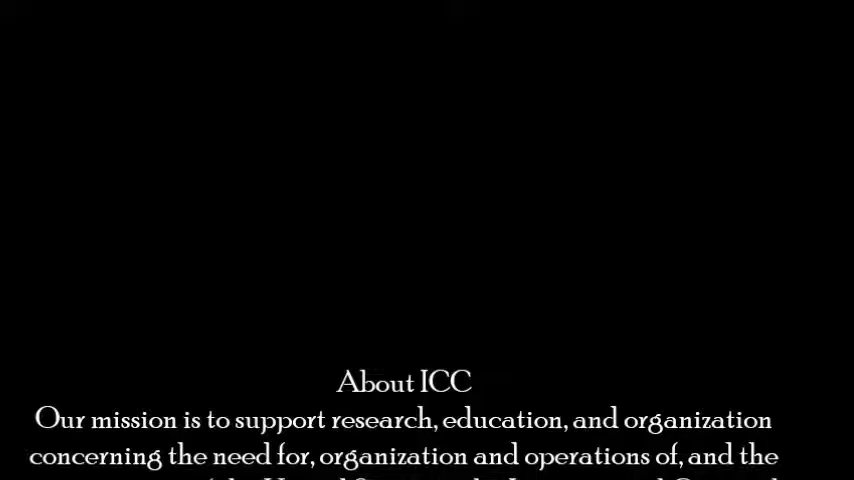 About ICC
Our mission is to support research, education, and organization
concerning the need for, organization and operations of, and the